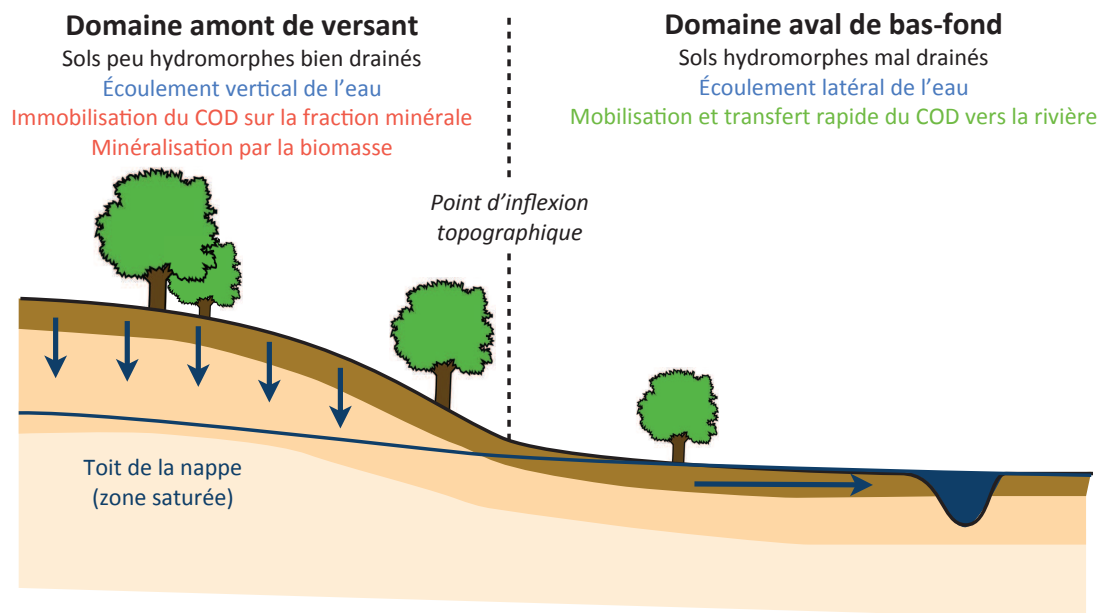 Domaine amont de versant
Sols peu hydromorphes bien drainés
Écoulement vertical de l'eau
Immobilisation du COD sur la fraction minérale
Minéralisation par la biomasse
Domaine aval de bas-fond
Sols hydromorphes mal drainés
Écoulement latéral de l'eau
Mobilisation et transfert rapide du COD vers la rivière
Point d'inflexion
topographique
Toit de la nappe
(zone saturée)